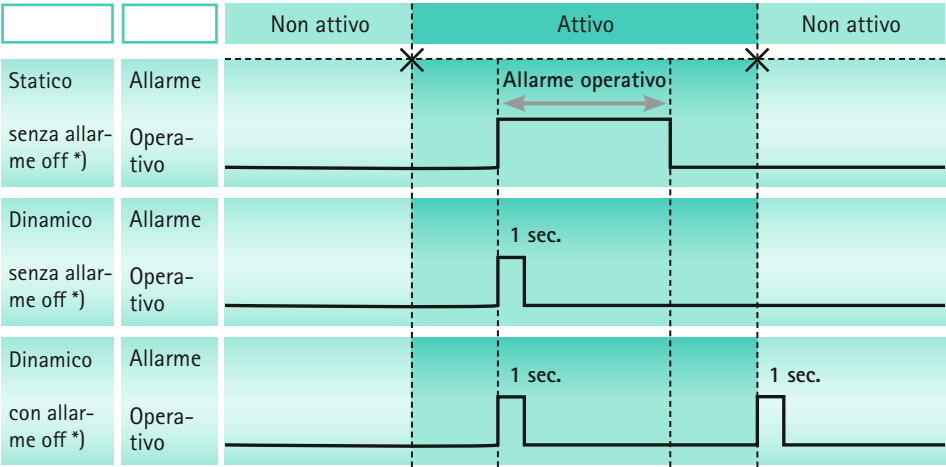 Non attivo Attivo Non attivo
Statico Allarme Allarme operativo
senza allar- Opera-
me off *) tivo
Dinamico Allarme
1 sec.
senza allar- Opera-
me off *) tivo
Dinamico Allarme
1 sec. 1 sec.
con allar- Opera-
me off *) tivo